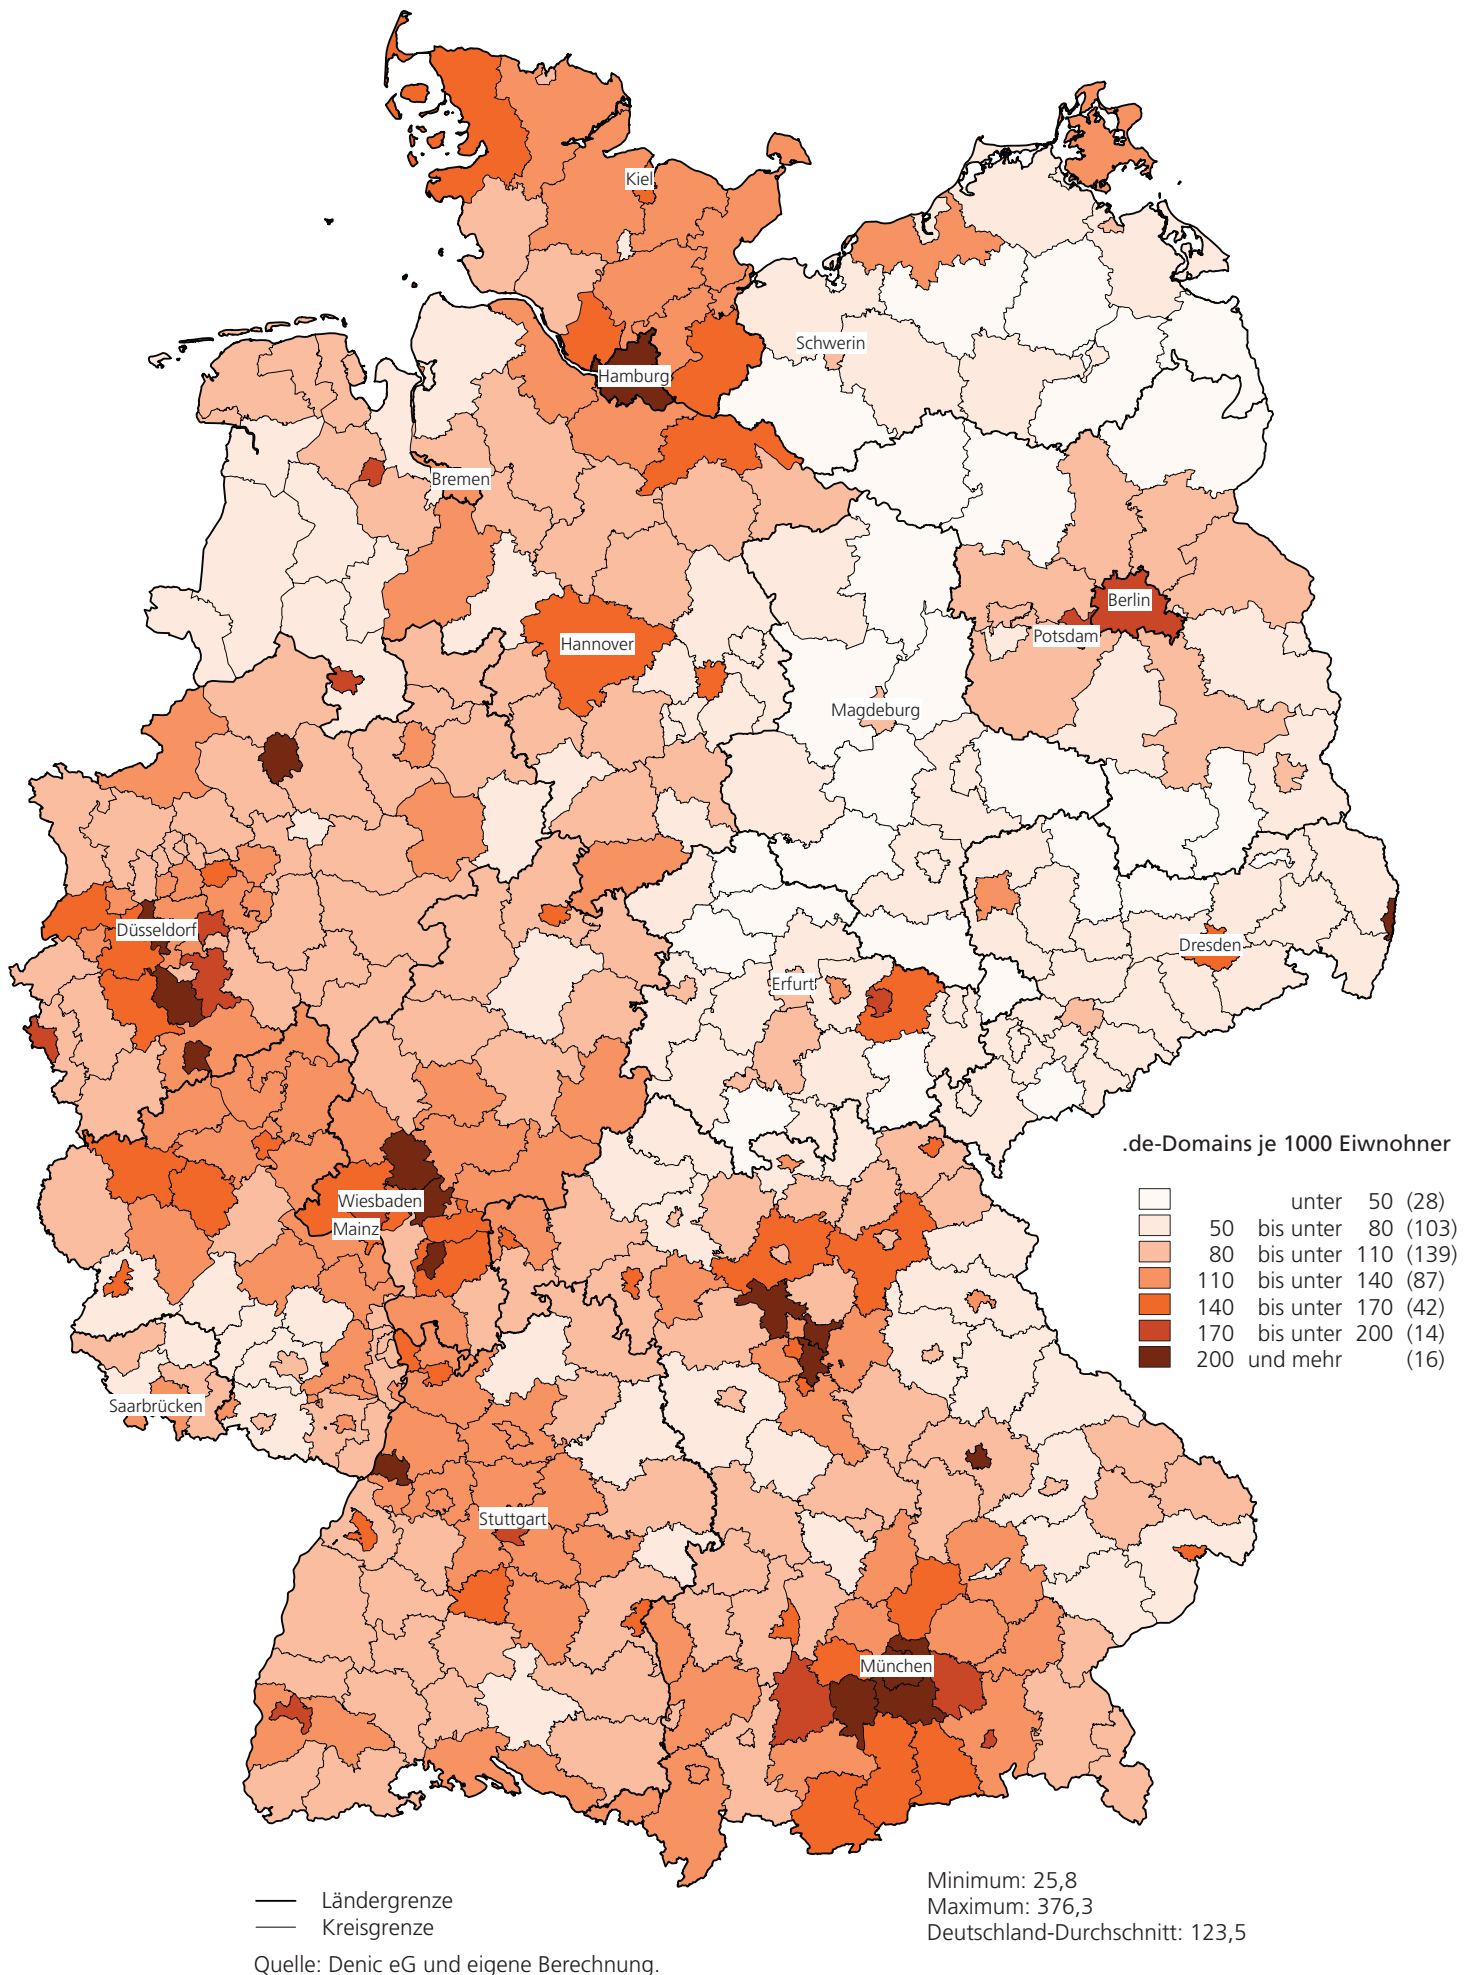 Kiel
Schwerin
Hamburg
Bremen
Berlin
Potsdam
Hannover
Magdeburg
Düsseldorf
Dresden
Erfurt
.de-Domains je 1000 Eiwnohner
unter 50 (28)
50 bis unter 80 (103)
80 bis unter 110 (139)
110 bis unter 140 (87)
140 bis unter 170 (42)
170 bis unter 200 (14)
200 und mehr (16)
Wiesbaden
Mainz
Saarbrücken
Stuttgart
München
Minimum: 25,8
Maximum: 376,3
Deutschland-Durchschnitt: 123,5
Ländergrenze
Kreisgrenze
Quelle: Denic eG und eigene Berechnung.